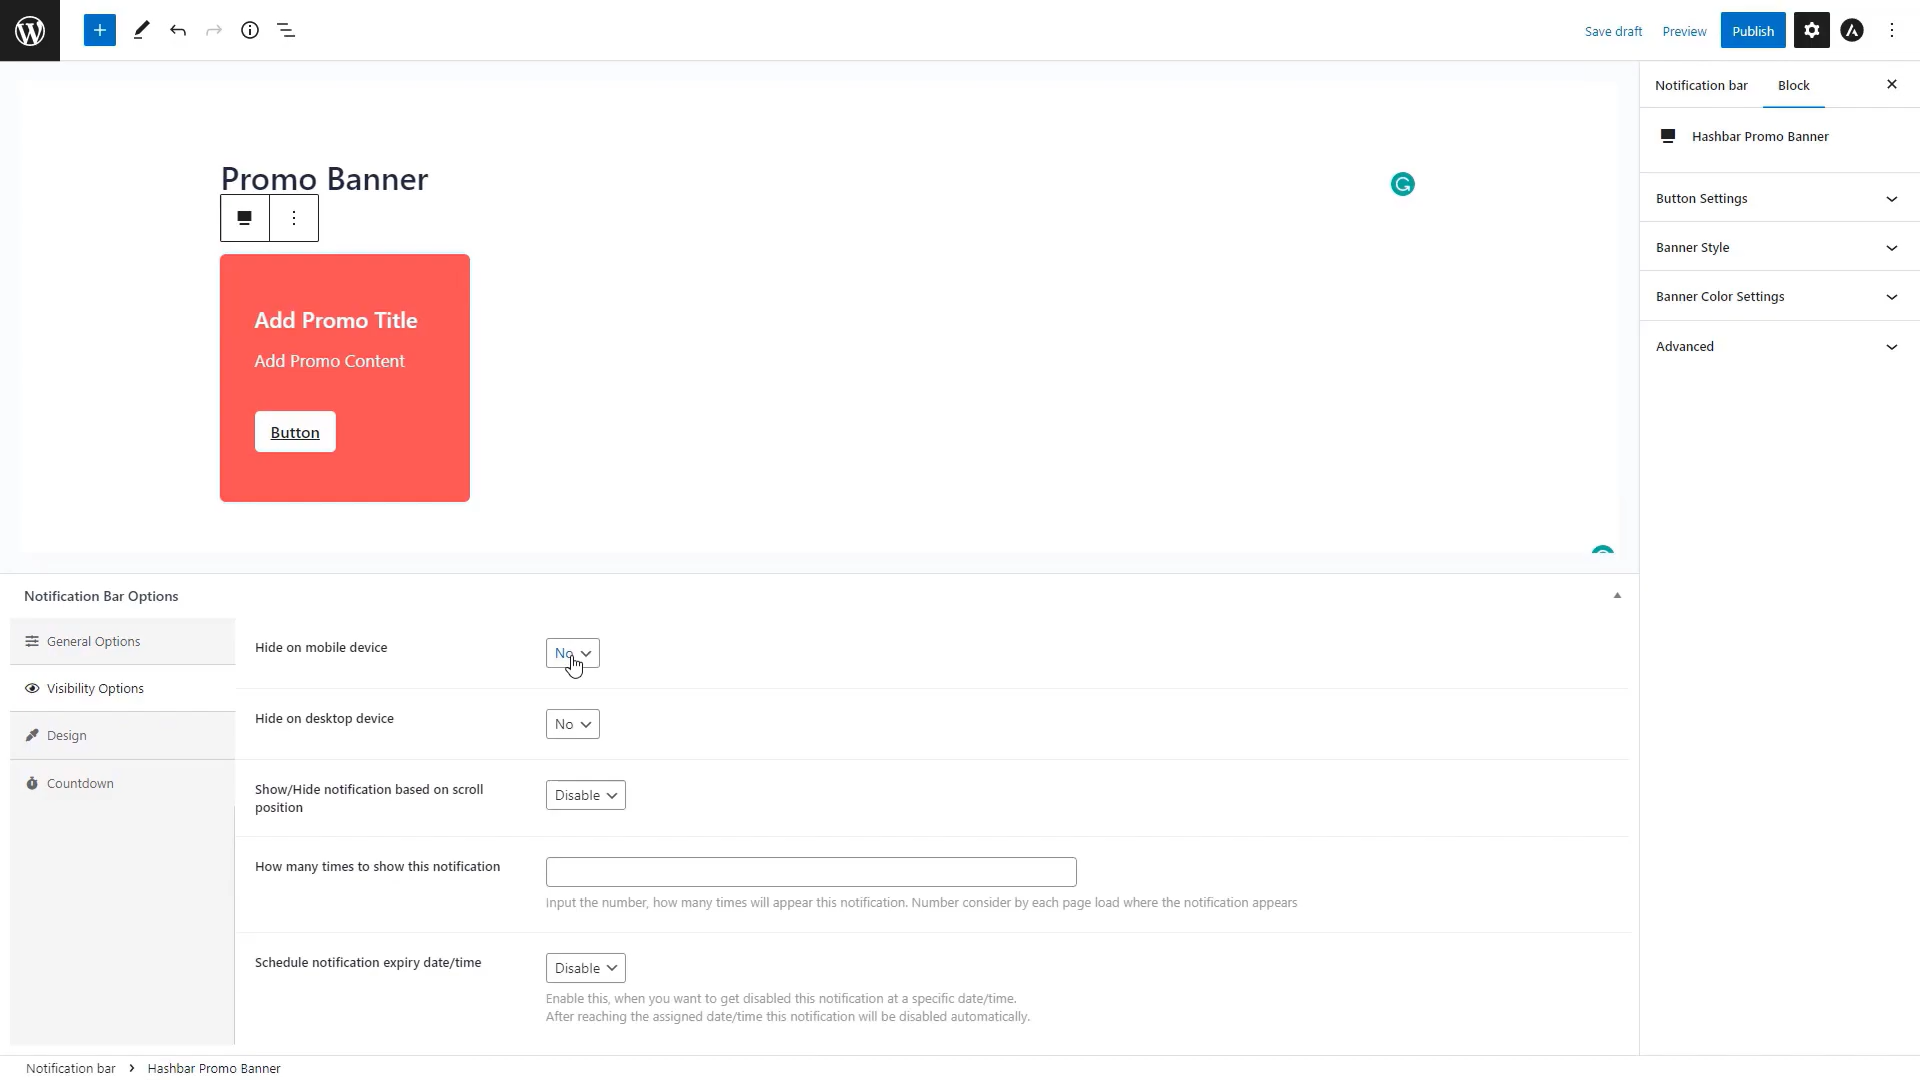 Save draft
Preview
Publish
Notification bar
Block
Hashbar Promo Banner
Button Settings
Banner Style
Banner Color Settings
Advanced
Promo Banner
Add Promo Title
Add Promo Content
Button
Notification Bar Options
General Options
Visibility Options
Design
Countdown
Hide on mobile device
No
Hide on desktop device
No
Show/Hide notification based on scroll
position
Disable
How many times to show this notification
Input the number, how many times will appear this notification. Number consider by each page load where the notification appears
Schedule notification expiry date/time
Disable
Enable this, when you want to get disabled this notification at a specific date/time.
After reaching the assigned date/time this notification will be disabled automatically.
Notification bar > Hashbar Promo Banner